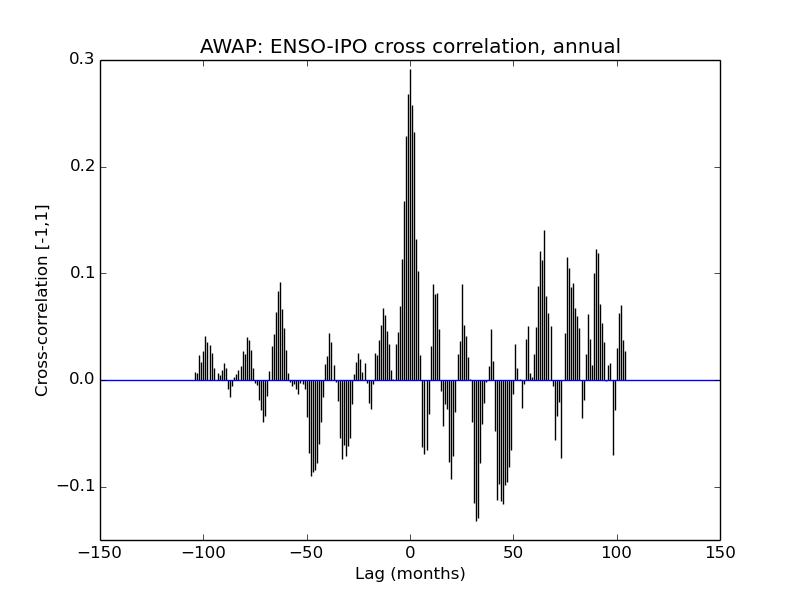 AWAP: ENSO-IPO cross correlation, annual
0.3
0.2
0.1
0.0
−0.1
Cross-correlation [-1,1]
−150 −100 −50 0 50 100 150
Lag (months)